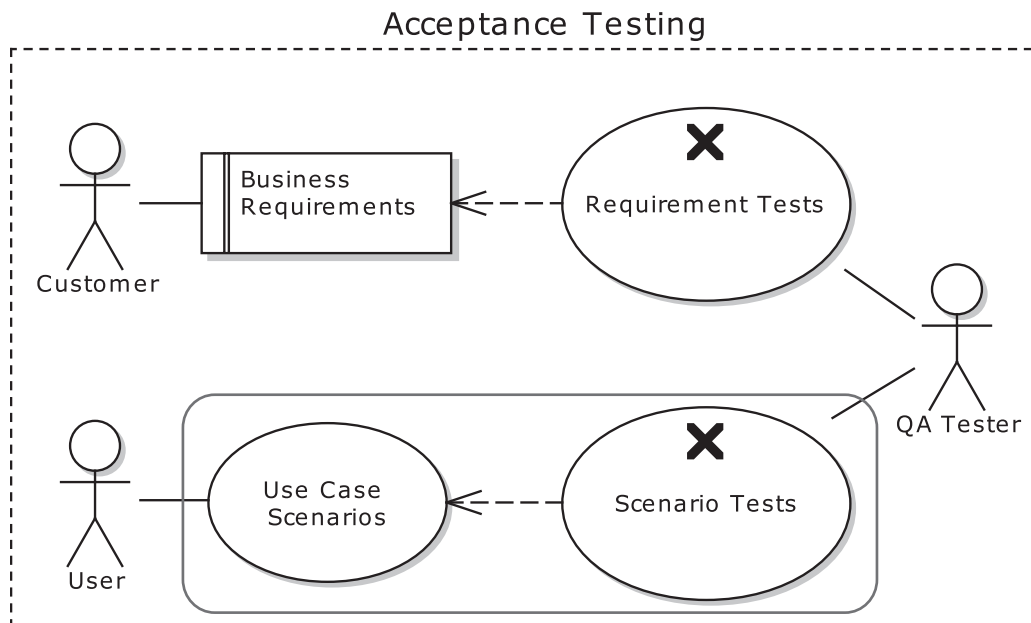 Acceptance Testing
Business
Requirements
Requirement Tests
Customer
QA Tester
Use Case
Scenarios
Scenario Tests
User